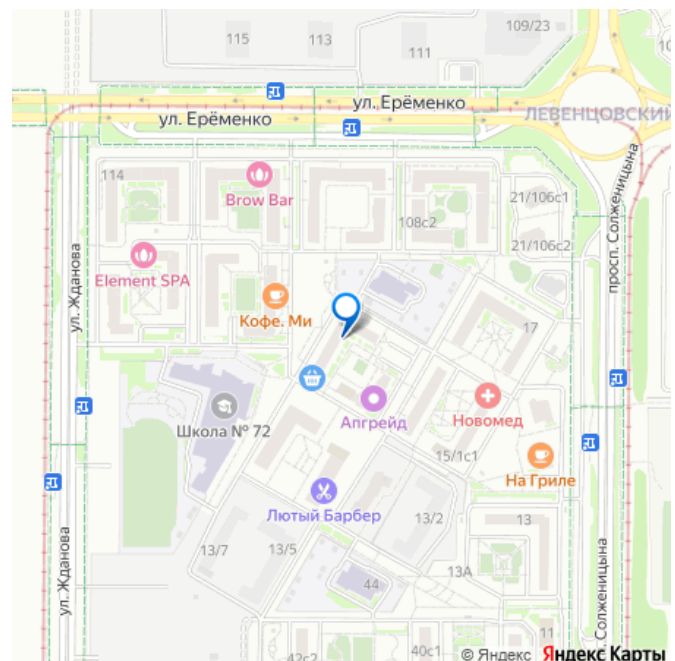 109/23
115
113
111
10
ул. Ерёменко
ул. Ерёменко
ЛЕВЕНЦОВСКИЙ
114
Brow Bar
21/106с1
108с2
21/106с2
просп. Солженицына
ул. Жданова
Element SPA
Кофе. Ми
17
Школа № 72
Апгрейд
Новомед
15/1с1
На Гриле
Лютый Барбер
13/2
13
13/7
13/5
ул. Жданова
13А
44
. Солженицына
11
42с2
40с1
© Яндекс Яндекс Карты